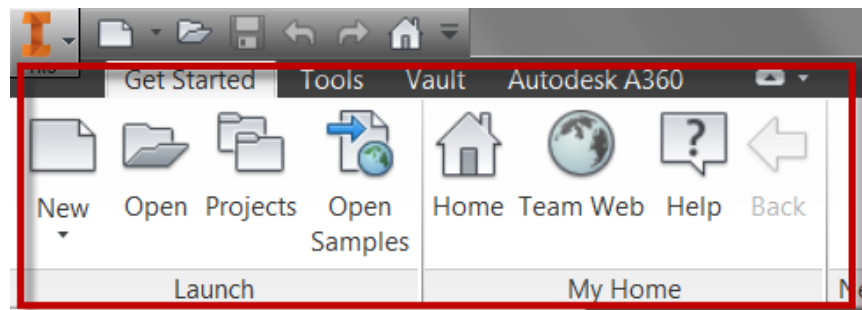 Get Started Tools Vault Autodesk A360
New Open Projects Open Samples Home Team Web Help Back
Launch My Home